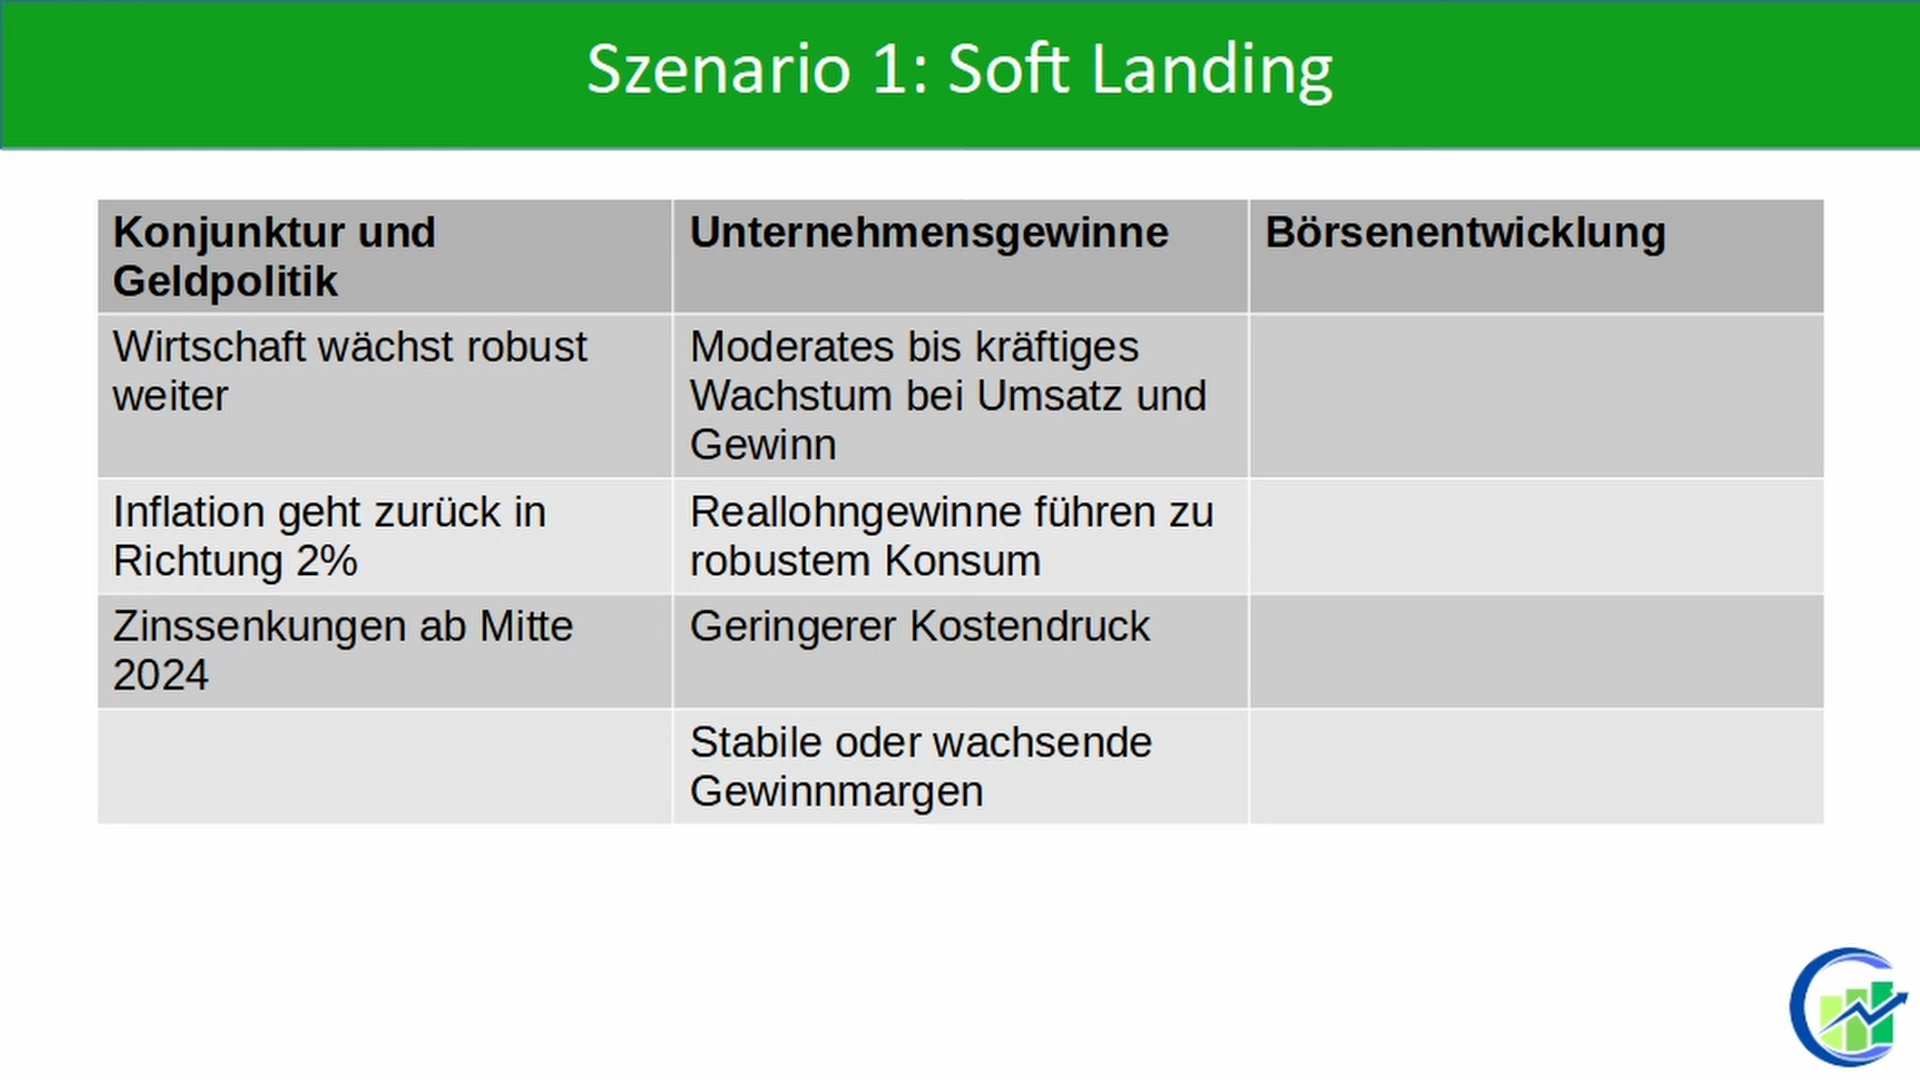 Szenario 1: Soft Landing
Konjunktur und
Geldpolitik
Unternehmensgewinne
Börsenentwicklung
Wirtschaft wächst robust
weiter
Moderates bis kräftiges
Wachstum bei Umsatz und
Gewinn
Inflation geht zurück in
Richtung 2%
Reallohngewinne führen zu
robustem Konsum
Zinssenkungen ab Mitte
2024
Geringerer Kostendruck
Stabile oder wachsende
Gewinnmargen